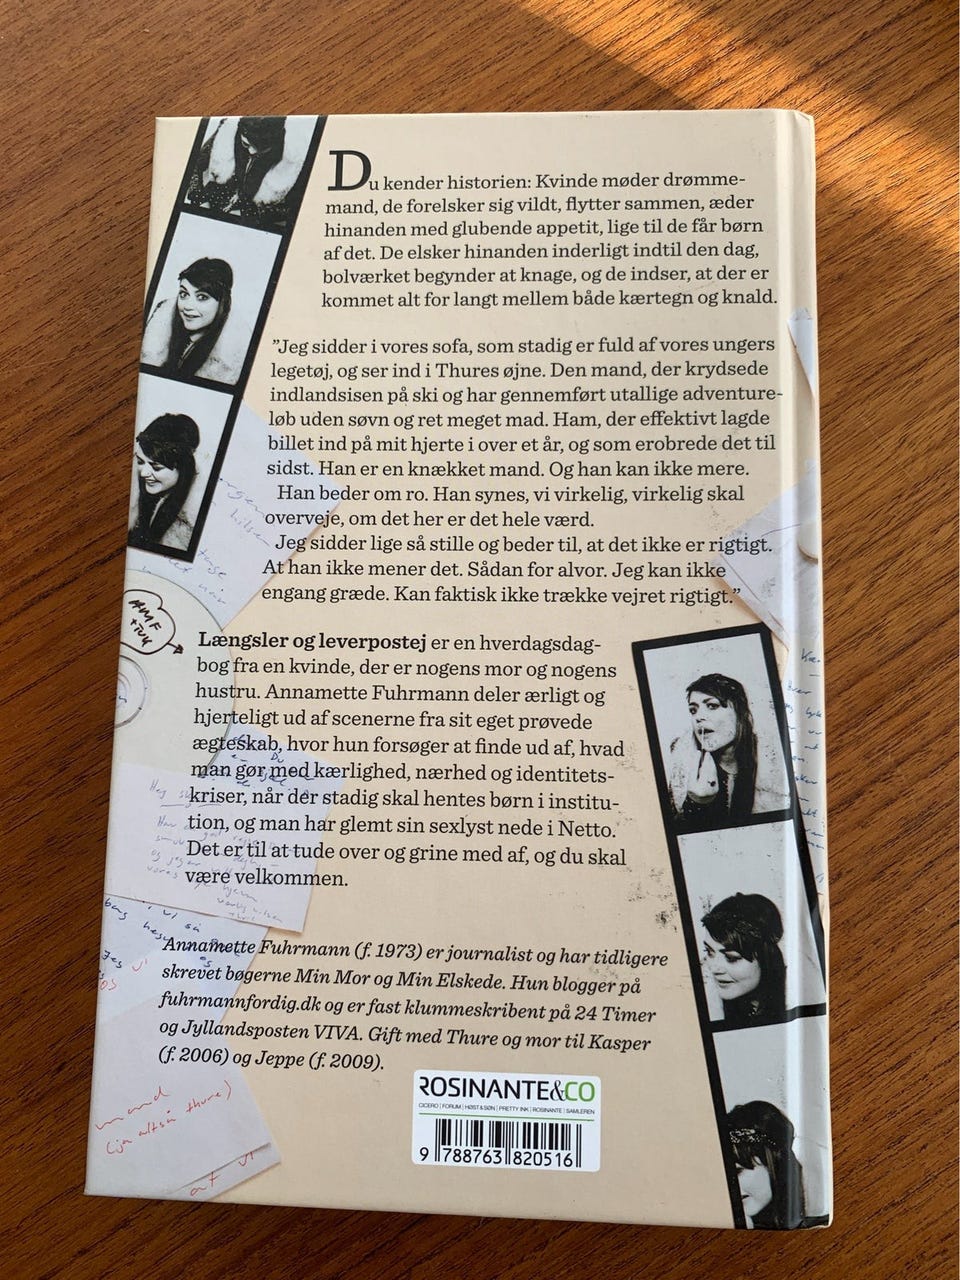 Du kender historien: Kvinde møder drømme-
mand, de forelsker sig vildt, flytter sammen, æder
hinanden med glubende appetit, lige til de får børn
af det. De elsker hinanden inderligt indtil den dag,
bolværket begynder at knage, og de indser, at der er
kommet alt for langt mellem både kærtegn og knald.
”Jeg sidder i vores sofa, som stadig er fuld af vores ungers
legetøj, og ser ind i Thures øjne. Den mand, der krydsede
indlandsisen på ski og har gennemført utallige adventure-
løb uden søvn og ret meget mad. Ham, der effektivt lagde
billet ind på mit hjerte i over et år, og som erobrede det til
sidst. Han er en knækket mand. Og han kan ikke mere.
Han beder om ro. Han synes, vi virkelig, virkelig skal
overveje, om det her er det hele værd.
Jeg sidder lige så stille og beder til, at det ikke er rigtigt.
At han ikke mener det. Sådan for alvor. Jeg kan ikke
engang græde. Kan faktisk ikke trække vejret rigtigt.”
Længsler og leverpostej er en hverdagsdag-
bog fra en kvinde, der er nogens mor og nogens
hustru. Annamette Fuhrmann deler ærligt og
hjerteligt ud af scenerne fra sit eget prøvede
ægteskab, hvor hun forsøger at finde ud af, hvad
man gør med kærlighed, nærhed og identitets-
kriser, når der stadig skal hentes børn i institu-
tion, og man har glemt sin sexlyst nede i Netto.
Det er til at tude over og grine med af, og du skal
være velkommen.
Annamette Fuhrmann (f. 1973) er journalist og har tidligere
skrevet bøgerne Min Mor og Min Elskede. Hun blogger på
fuhrmannfordig.dk og er fast klummeskribent på 24 Timer
og Jyllandsposten VIVA. Gift med Thure og mor til Kasper
(f. 2006) og Jeppe (f. 2009).
mand
(ja altså thure)
at vi
ROSINANTE&CO
CICERO | FORUM | HØST & SØN | PRETTY INK | ROSINANTE | SAMLEREN
9 788763 820516